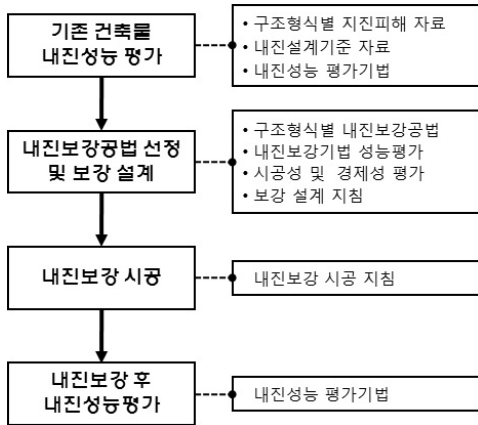 기존 건축물
내진성능 평가
• 구조형식별 지진피해 자료
• 내진설계기준 자료
• 내진성능 평가기법
내진보강공법 선정
및 보강 설계
• 구조형식별 내진보강공법
• 내진보강기법 성능평가
• 시공성 및 경제성 평가
• 보강 설계 지침
내진보강 시공
내진보강 시공 지침
내진보강 후
내진성능평가
내진성능 평가기법